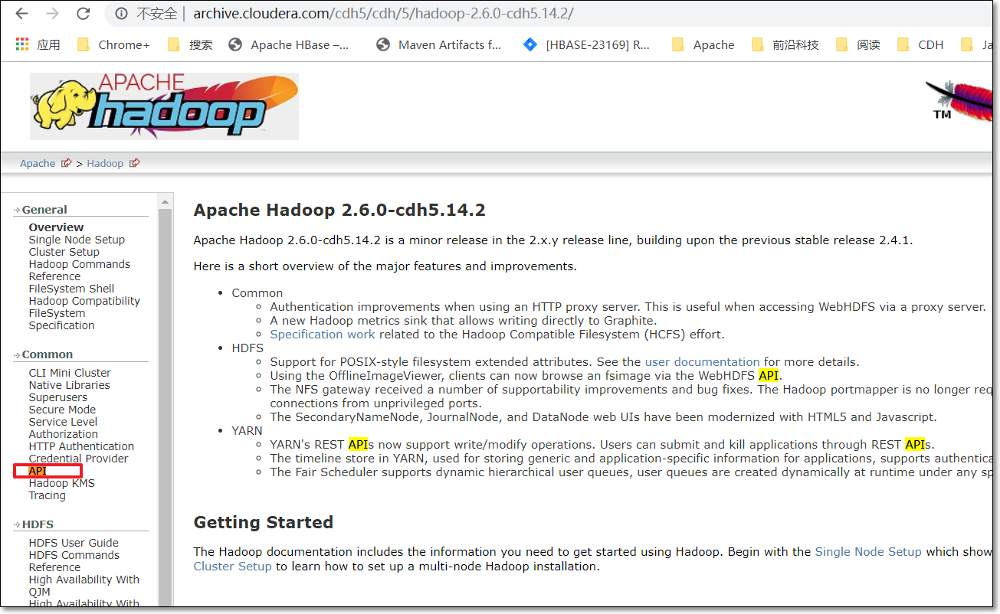 不安全 | archive.cloudera.com/cdh5/cdh/5/hadoop-2.6.0-cdh5.14.2/
应用 Chrome+ 搜索 Apache HBase –... Maven Artifacts f... [HBASE-23169] R... Apache 前沿科技 阅读 CDH Ja
APACHE
hadoop
TM
Apache > Hadoop
General
Overview
Single Node Setup
Cluster Setup
Hadoop Commands
Reference
FileSystem Shell
Hadoop Compatibility
FileSystem
Specification
Common
CLI Mini Cluster
Native Libraries
Superusers
Secure Mode
Service Level
Authorization
HTTP Authentication
Credential Provider
API
Hadoop KMS
Tracing
HDFS
HDFS User Guide
HDFS Commands
Reference
High Availability With
QJM
High Availability With
Apache Hadoop 2.6.0-cdh5.14.2
Apache Hadoop 2.6.0-cdh5.14.2 is a minor release in the 2.x.y release line, building upon the previous stable release 2.4.1.
Here is a short overview of the major features and improvements.
• Common
◦ Authentication improvements when using an HTTP proxy server. This is useful when accessing WebHDFS via a proxy server.
◦ A new Hadoop metrics sink that allows writing directly to Graphite.
◦ Specification work related to the Hadoop Compatible Filesystem (HCFS) effort.
• HDFS
◦ Support for POSIX-style filesystem extended attributes. See the user documentation for more details.
◦ Using the OfflineImageViewer, clients can now browse an fsimage via the WebHDFS API.
◦ The NFS gateway received a number of supportability improvements and bug fixes. The Hadoop portmapper is no longer req
connections from unprivileged ports.
◦ The SecondaryNameNode, JournalNode, and DataNode web UIs have been modernized with HTML5 and Javascript.
• YARN
◦ YARN's REST APIs now support write/modify operations. Users can submit and kill applications through REST APIs.
◦ The timeline store in YARN, used for storing generic and application-specific information for applications, supports authentica
◦ The Fair Scheduler supports dynamic hierarchical user queues, user queues are created dynamically at runtime under any sp
Getting Started
The Hadoop documentation includes the information you need to get started using Hadoop. Begin with the Single Node Setup which show
Cluster Setup to learn how to set up a multi-node Hadoop installation.